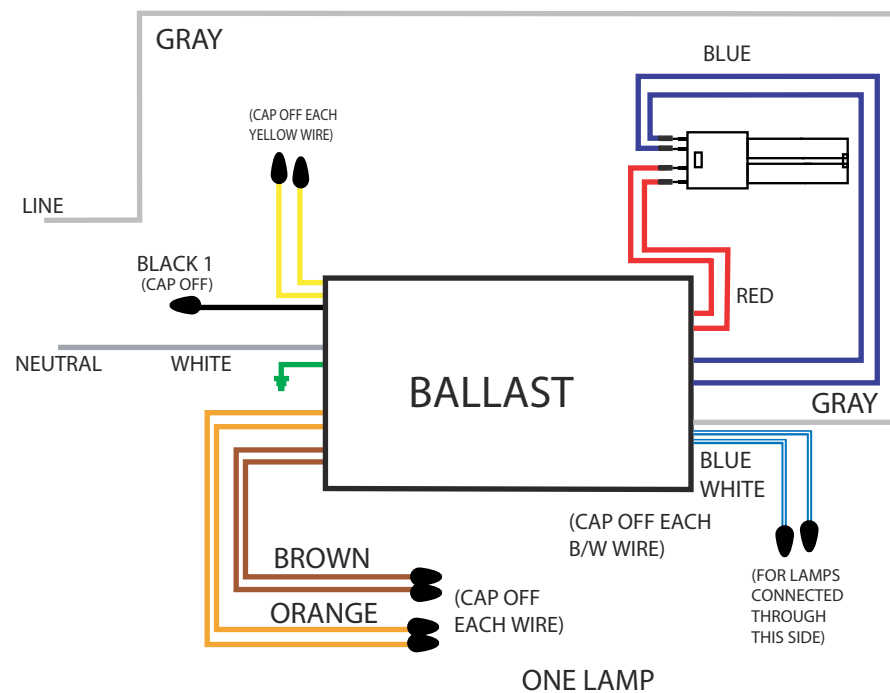 GRAY
BLUE
(CAP OFF EACH
YELLOW WIRE)
LINE
BLACK 1
(CAP OFF)
RED
NEUTRAL
WHITE
BALLAST
GRAY
BLUE
WHITE
(CAP OFF EACH
B/W WIRE)
BROWN
ORANGE
(CAP OFF
EACH WIRE)
(FOR LAMPS
CONNECTED
THROUGH
THIS SIDE)
ONE LAMP